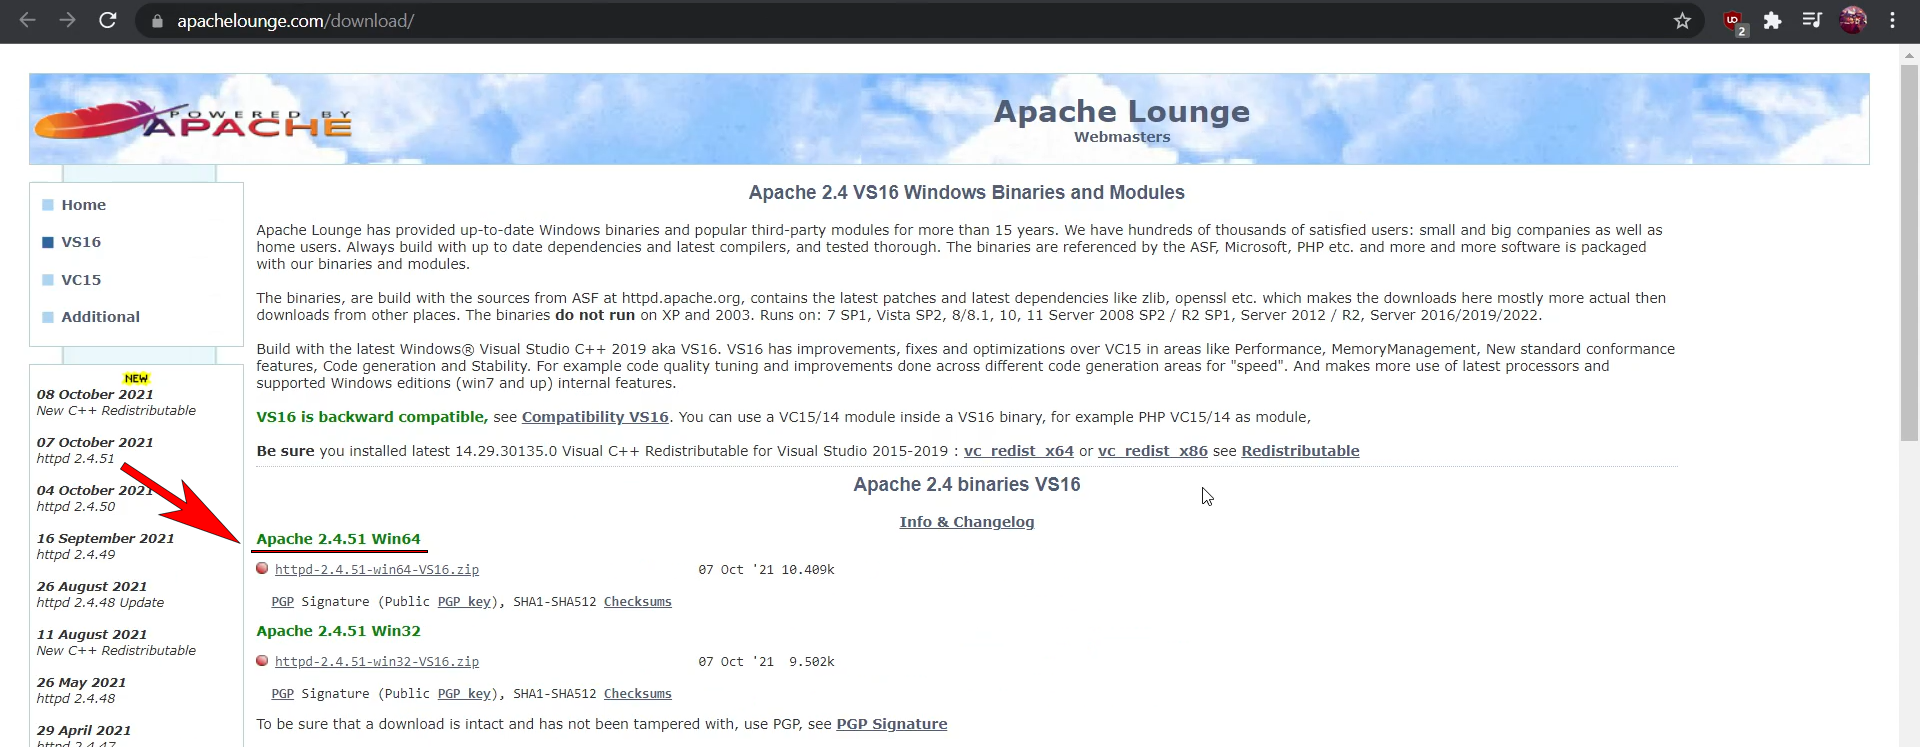 apachelounge.com/download/
2
POWERED BY
APACHE
Apache Lounge
Webmasters
Home
VS16
VC15
Additional
NEW
08 October 2021
New C++ Redistributable
07 October 2021
httpd 2.4.51
04 October 2021
httpd 2.4.50
16 September 2021
httpd 2.4.49
26 August 2021
httpd 2.4.48 Update
11 August 2021
New C++ Redistributable
26 May 2021
httpd 2.4.48
29 April 2021
httpd 2.4.47
Apache 2.4 VS16 Windows Binaries and Modules
Apache Lounge has provided up-to-date Windows binaries and popular third-party modules for more than 15 years. We have hundreds of thousands of satisfied users: small and big companies as well as
home users. Always build with up to date dependencies and latest compilers, and tested thorough. The binaries are referenced by the ASF, Microsoft, PHP etc. and more and more software is packaged
with our binaries and modules.
The binaries, are build with the sources from ASF at httpd.apache.org, contains the latest patches and latest dependencies like zlib, openssl etc. which makes the downloads here mostly more actual then
downloads from other places. The binaries do not run on XP and 2003. Runs on: 7 SP1, Vista SP2, 8/8.1, 10, 11 Server 2008 SP2 / R2 SP1, Server 2012 / R2, Server 2016/2019/2022.
Build with the latest Windows® Visual Studio C++ 2019 aka VS16. VS16 has improvements, fixes and optimizations over VC15 in areas like Performance, MemoryManagement, New standard conformance
features, Code generation and Stability. For example code quality tuning and improvements done across different code generation areas for "speed". And makes more use of latest processors and
supported Windows editions (win7 and up) internal features.
VS16 is backward compatible, see Compatibility VS16. You can use a VC15/14 module inside a VS16 binary, for example PHP VC15/14 as module,
Be sure you installed latest 14.29.30135.0 Visual C++ Redistributable for Visual Studio 2015-2019 : vc_redist_x64 or vc_redist_x86 see Redistributable
Apache 2.4 binaries VS16
Info & Changelog
Apache 2.4.51 Win64
httpd-2.4.51-win64-VS16.zip 07 Oct '21 10.409k
PGP Signature (Public PGP key), SHA1-SHA512 Checksums
Apache 2.4.51 Win32
httpd-2.4.51-win32-VS16.zip 07 Oct '21 9.502k
PGP Signature (Public PGP key), SHA1-SHA512 Checksums
To be sure that a download is intact and has not been tampered with, use PGP, see PGP Signature